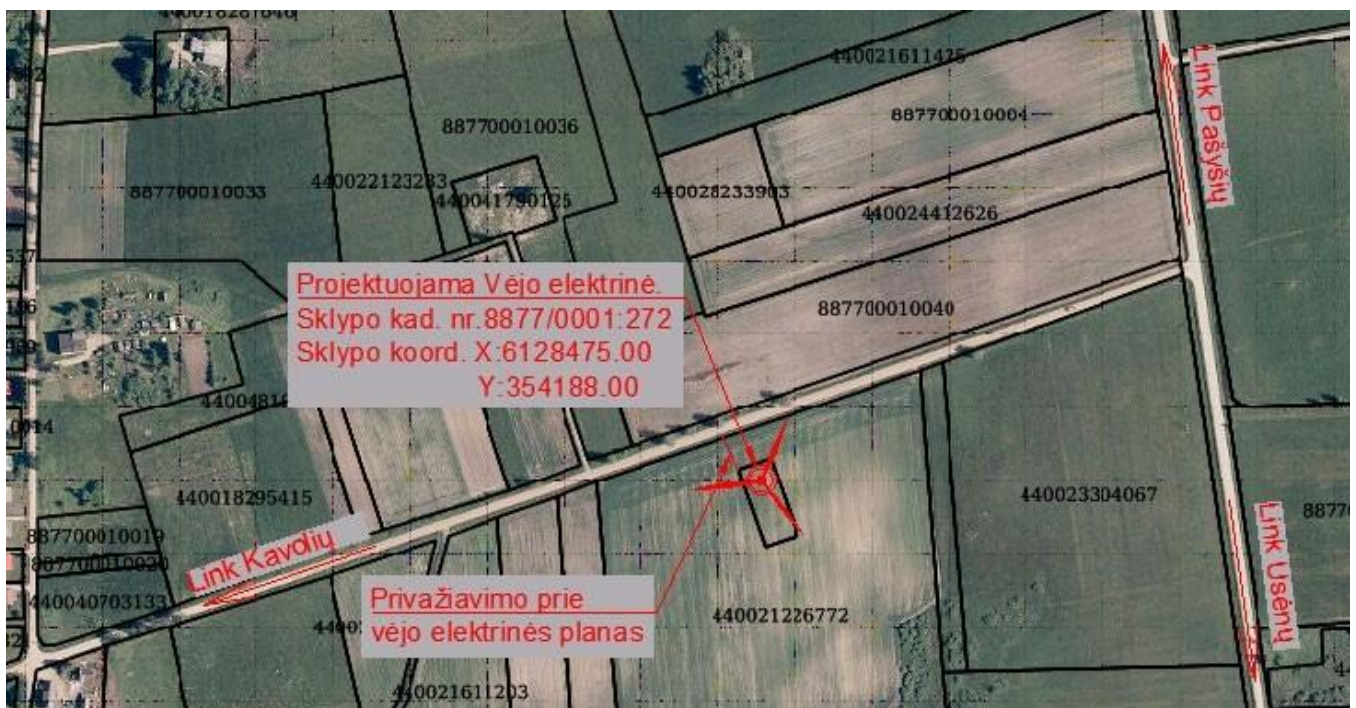 440018287646
440021611475
887700010004
887700010036
440022123283
887700010033
440041790125
440028233903
440024412626
887700010040
Link Pašyšių
Projektuojama Vėjo elektrinė.
Sklypo kad. nr.8877/0001:272
Sklypo koord. X:6128475.00
Y:354188.00
440018295415
440023304067
887700010019
887700010020
440040703133
Link Kavolių
Link Usėnų
Privažiavimo prie
vėjo elektrinės planas
440021226772
440021611203